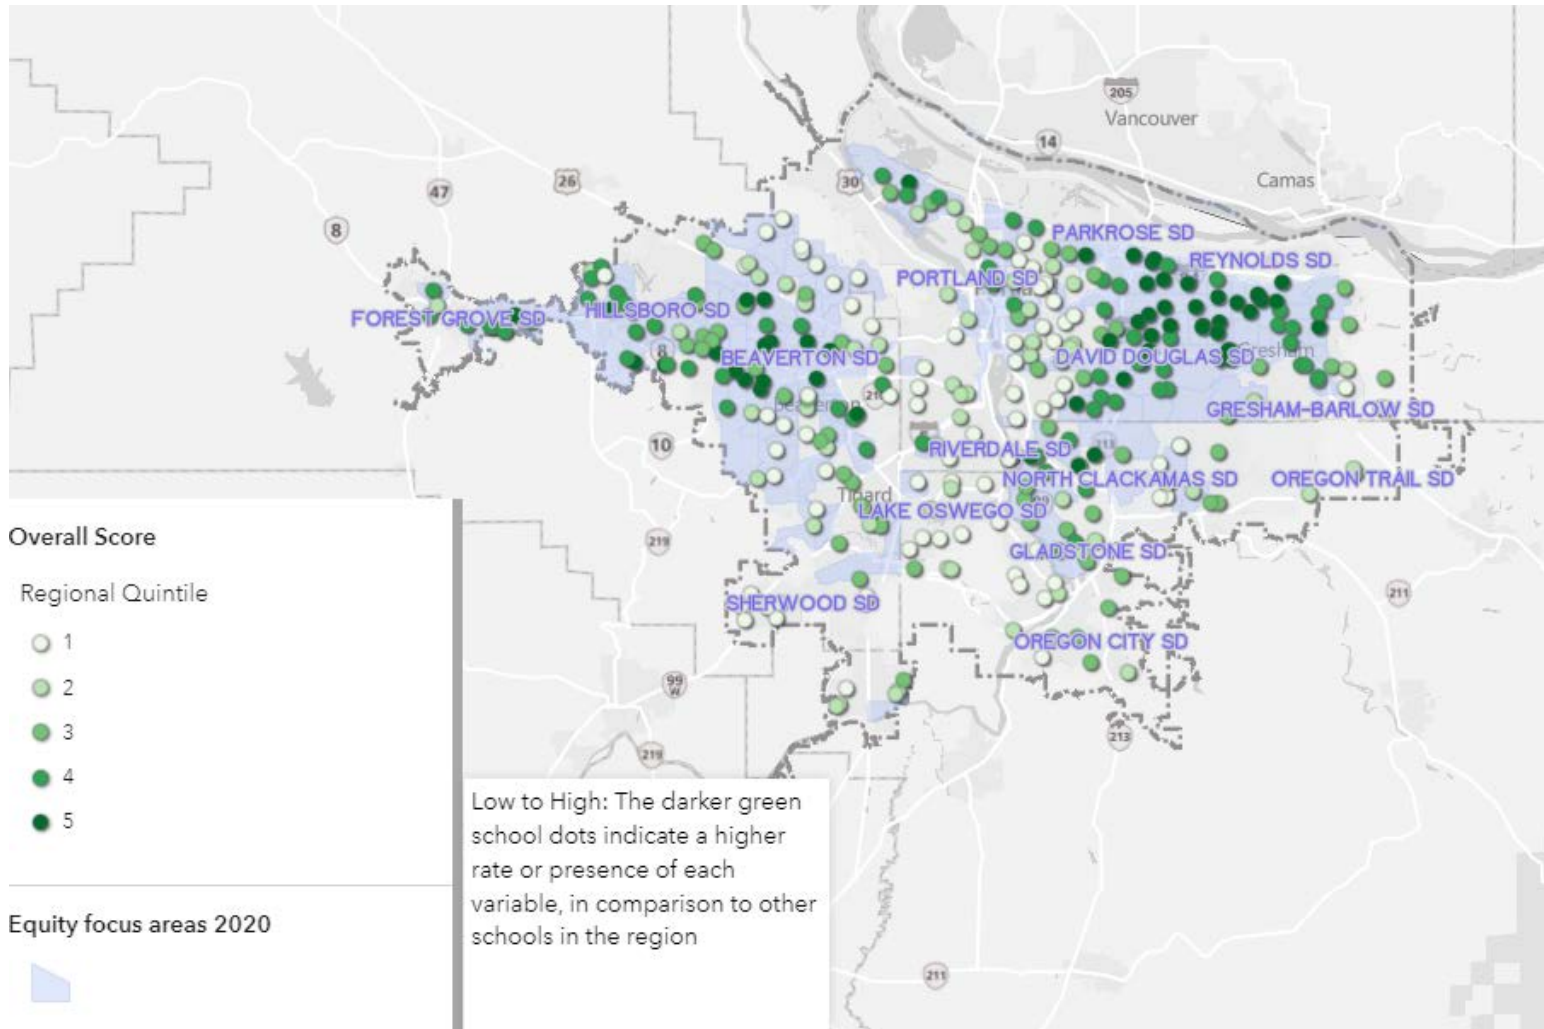 205
Vancouver
14
Camas
30
26
47
8
PARKROSE SD
REYNOLDS SD
PORTLAND SD
HILLSBORO SD
FOREST GROVE SD
8
BEAVERTON SD
DAVID DOUGLAS SD
Gresham
GRESHAM-BARLOW SD
10
RIVERDALE SD
213
NORTH CLACKAMAS SD
OREGON TRAIL SD
Tigard
LAKE OSWEGO SD
219
GLADSTONE SD
211
SHERWOOD SD
OREGON CITY SD
99
W
213
219
211
Overall Score
Regional Quintile
1
2
3
4
5
Equity focus areas 2020
Low to High: The darker green
school dots indicate a higher
rate or presence of each
variable, in comparison to other
schools in the region